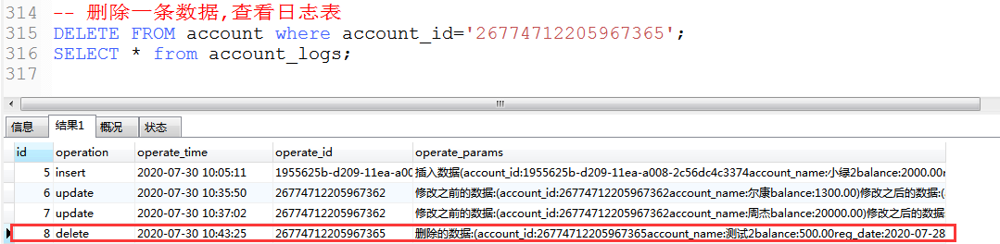 314 -- 删除一条数据,查看日志表
315 DELETE FROM account where account_id='26774712205967365';
316 SELECT * from account_logs;
317
信息 结果1 概况 状态
id operation operate_time operate_id operate_params
5 insert 2020-07-30 10:05:11 1955625b-d209-11ea-a00 插入数据(account_id:1955625b-d209-11ea-a008-2c56dc4c3374account_name:小绿2balance:2000.00r
6 update 2020-07-30 10:35:50 26774712205967362 修改之前的数据:(account_id:26774712205967362account_name:尔康balance:1300.00)修改之后的数据:(
7 update 2020-07-30 10:37:02 26774712205967362 修改之前的数据:(account_id:26774712205967362account_name:周杰balance:20000.00)修改之后的数据
8 delete 2020-07-30 10:43:25 26774712205967365 删除的数据:(account_id:26774712205967365account_name:测试2balance:500.00req_date:2020-07-28